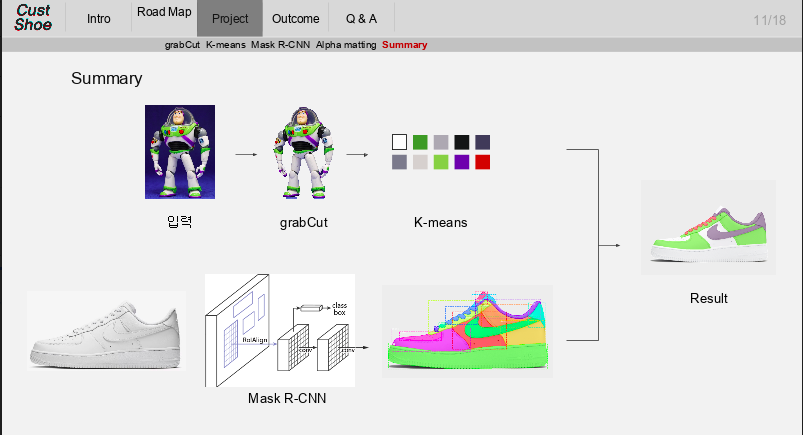 Cust
Shoe
Intro
Road Map
Project
Outcome
Q & A
11/18
grabCut K-means Mask R-CNN Alpha matting Summary
Summary
입력
grabCut
K-means
Result
class
box
RoIAlign
conv
conv
Mask R-CNN